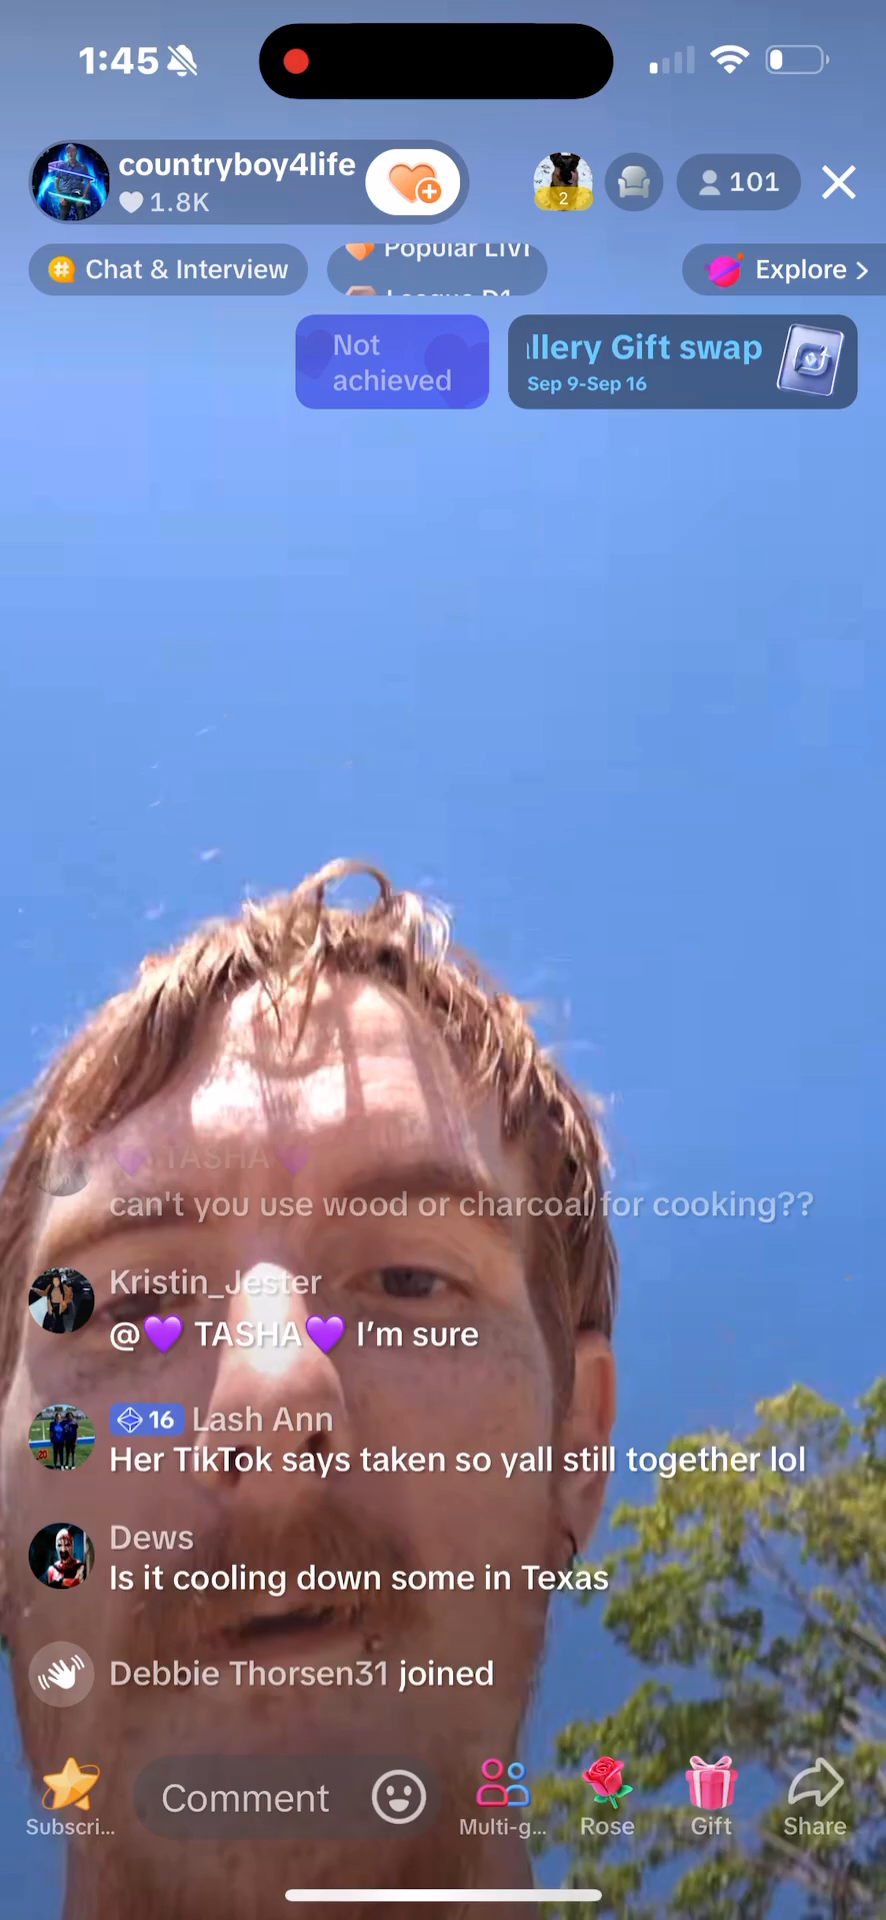 1:45
countryboy4life
1.8K
2
101
Chat & Interview
Popular LIVE
League D1
Explore >
Not
achieved
llery Gift swap
Sep 9-Sep 16
TASHA
can't you use wood or charcoal for cooking??
Kristin_Jester
@💜 TASHA💜 I’m sure
16 Lash Ann
Her TikTok says taken so yall still together lol
Dews
Is it cooling down some in Texas
Debbie Thorsen31 joined
Comment
Subscri...
Multi-g...
Rose
Gift
Share